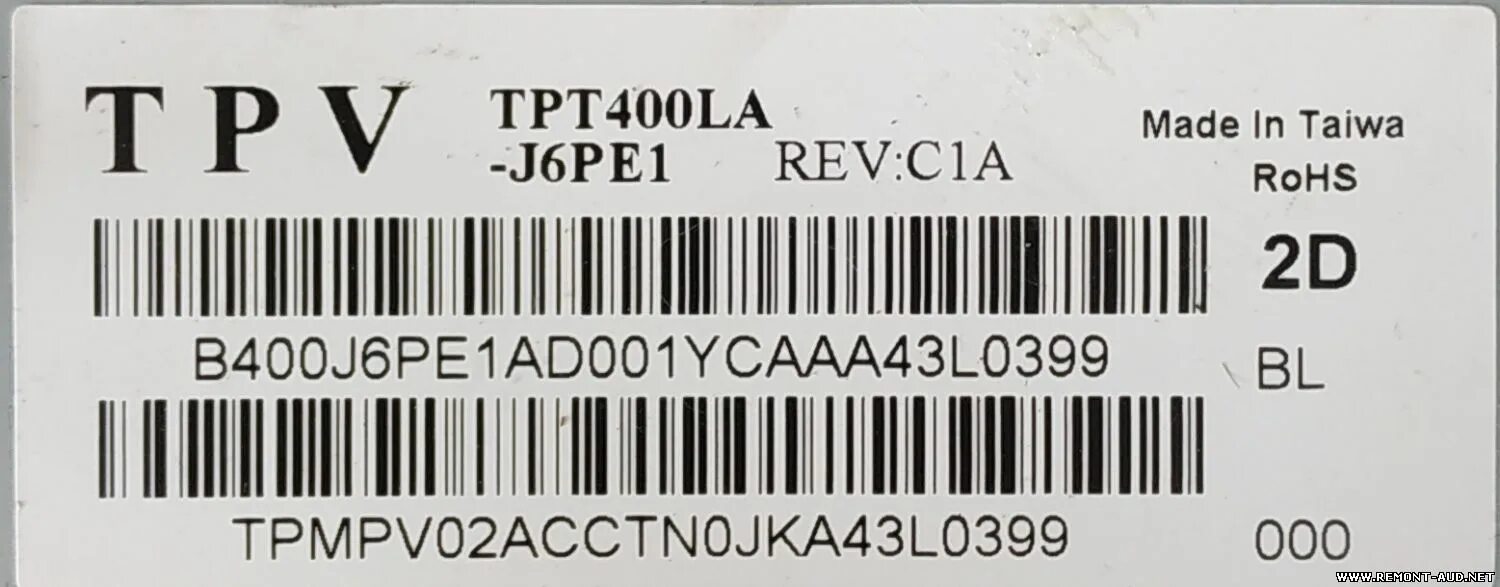 TPV TPT400LA
-J6PE1 REV:C1A
Made In Taiwa
RoHS
2D
B400J6PE1AD001YCAAA43L0399
BL
TPMPV02ACCTN0JKA43L0399
000
WWW.REMONT-AUD.NET